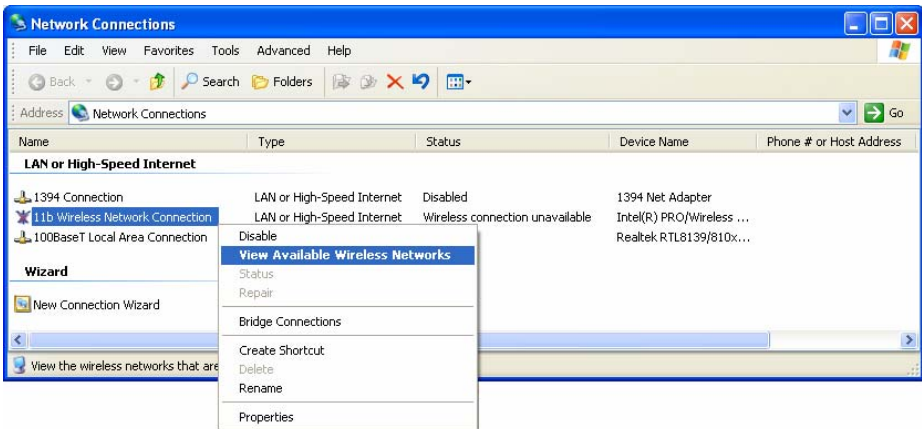 Network Connections
File Edit View Favorites Tools Advanced Help
Back Search Folders
Address Network Connections Go
Name Type Status Device Name Phone # or Host Address
LAN or High-Speed Internet
1394 Connection LAN or High-Speed Internet Disabled 1394 Net Adapter
11b Wireless Network Connection LAN or High-Speed Internet Wireless connection unavailable Intel(R) PRO/Wireless ...
100BaseT Local Area Connection Realtek RTL8139/810x...
Disable
View Available Wireless Networks
Wizard
Status
Repair
New Connection Wizard
Bridge Connections
Create Shortcut
View the wireless networks that are
Delete
Rename
Properties